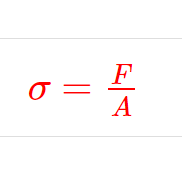 σ = F/A